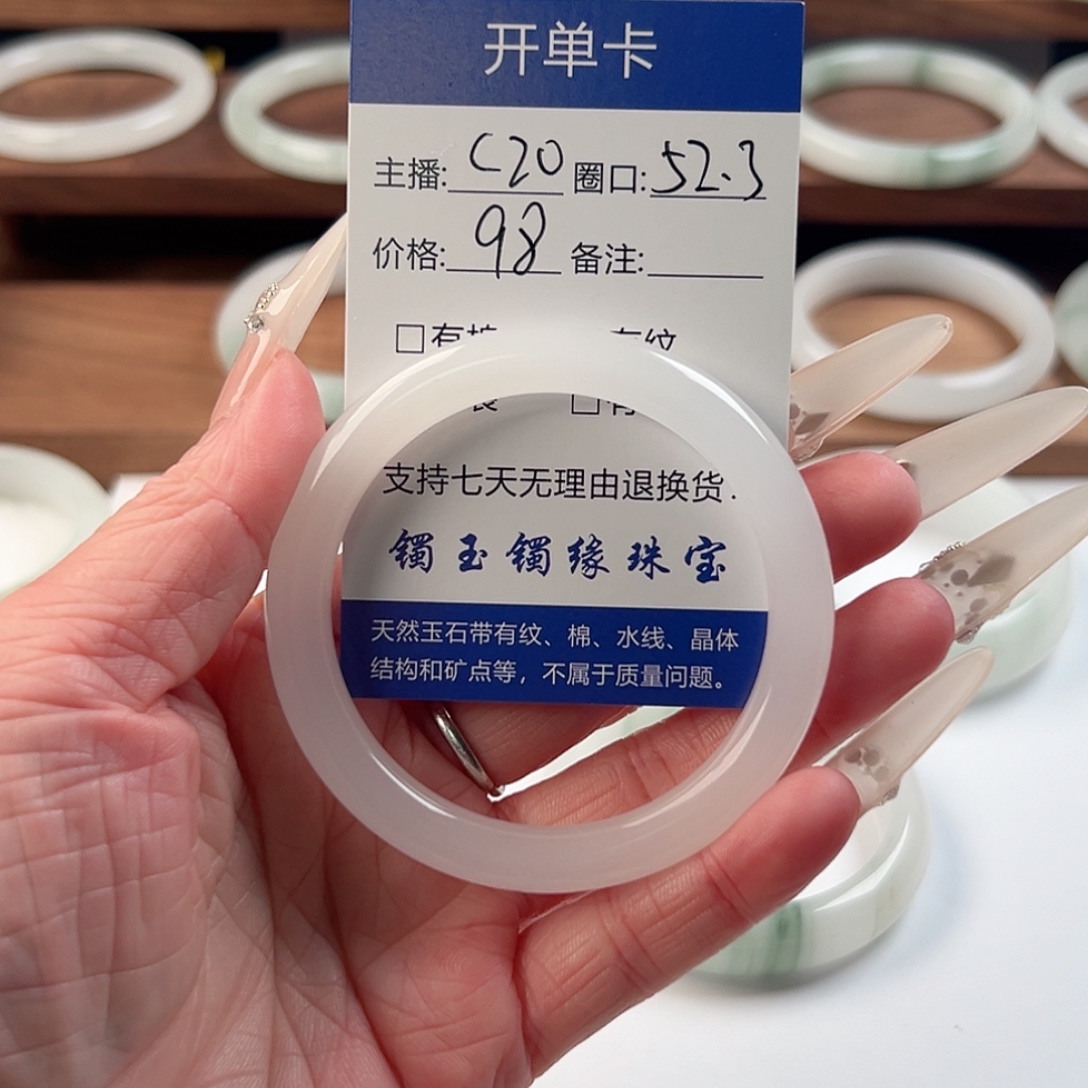 开单卡
主播: C20 圈口: 52.3
价格: 98 备注:
支持七天无理由退换货.
镯玉镯缘珠宝
天然玉石带有纹、棉、水线、晶体
结构和矿点等，不属于质量问题。